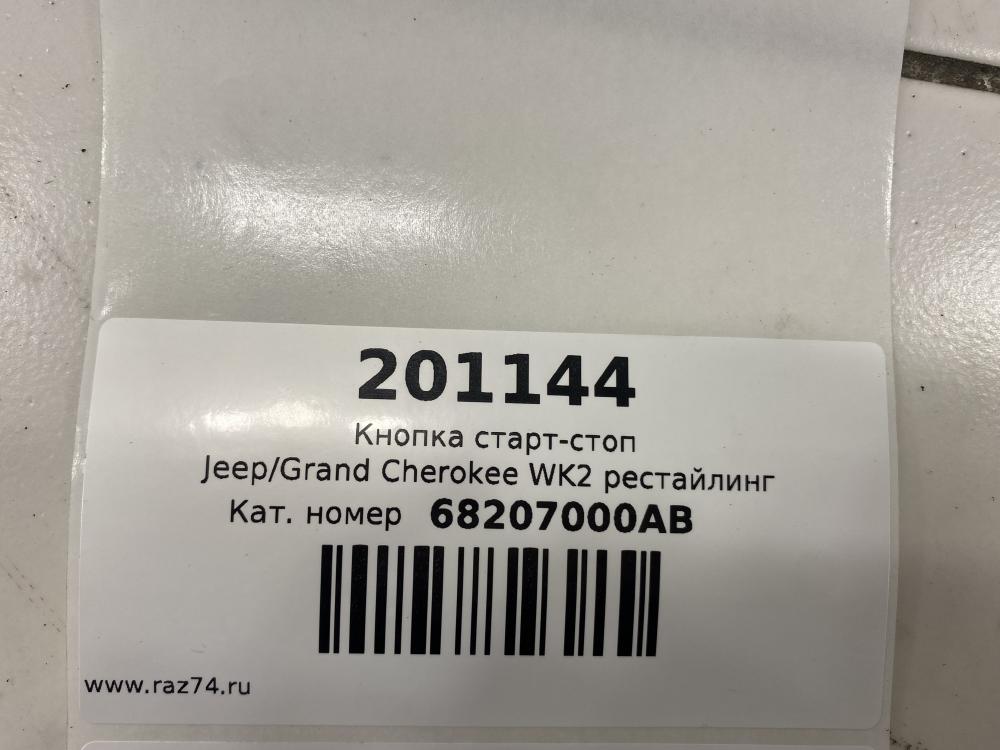 201144
Кнопка старт-стоп
Jeep/Grand Cherokee WK2 рестайлинг
Кат. номер 68207000AB
www.raz74.ru